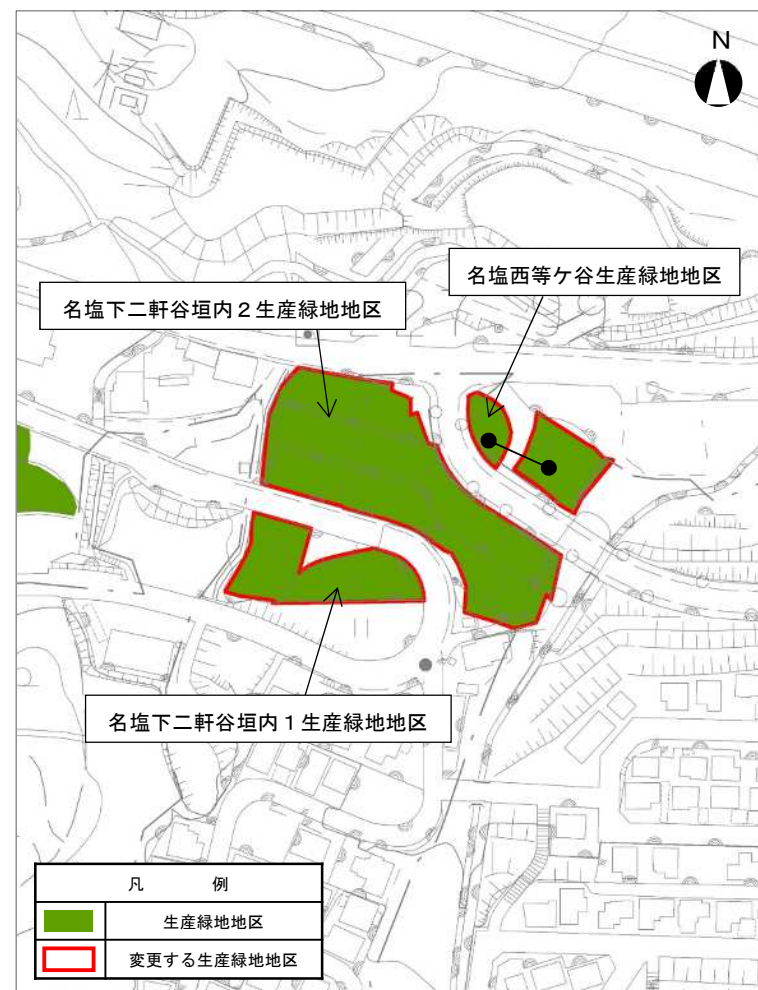 N
名塩西等ケ谷生産緑地地区
名塩下二軒谷垣内２生産緑地地区
名塩下二軒谷垣内１生産緑地地区
凡　例
生産緑地地区
変更する生産緑地地区